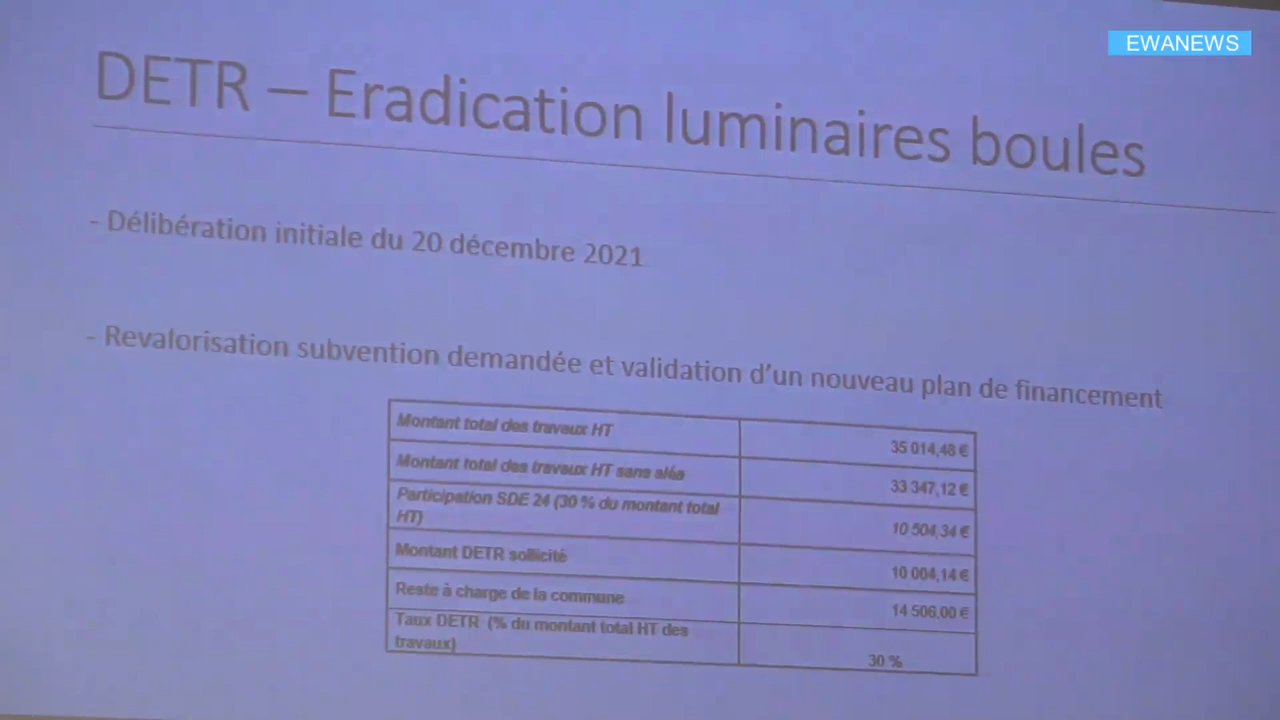 EWANEWS
DETR – Eradication luminaires boules
- Délibération initiale du 20 décembre 2021
- Revalorisation subvention demandée et validation d'un nouveau plan de financement
Montant total des travaux HT 35 014,48 €
Montant total des travaux HT sans aléa 33 347,12 €
Participation SDE 24 (30 % du montant total
HT) 10 504,34 €
Montant DETR sollicité 10 004,14 €
Reste à charge de la commune 14 506,00 €
Taux DETR (% du montant total HT des
travaux) 30 %